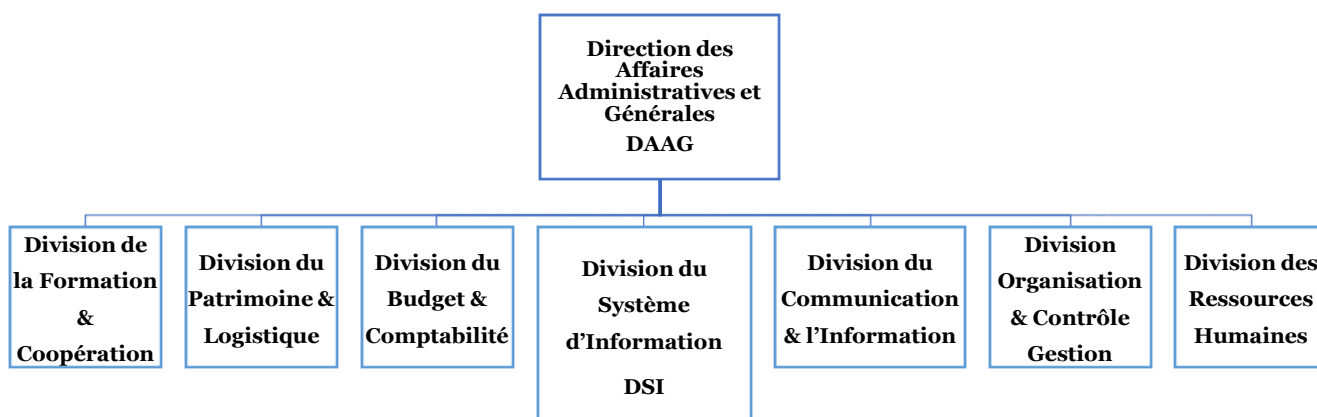 Direction des
Affaires
Administratives et
Générales
DAAG
Division de
la Formation
&
Coopération
Division du
Patrimoine &
Logistique
Division du
Budget &
Comptabilité
Division du
Système
d’Information
DSI
Division du
Communication
& l’Information
Division
Organisation
& Contrôle
Gestion
Division des
Ressources
Humaines